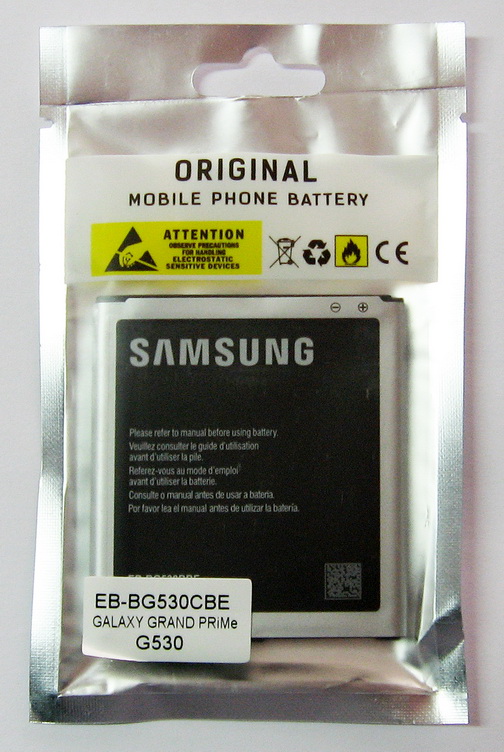 ORIGINAL
MOBILE PHONE BATTERY
ATTENTION
OBSERVE PRECAUTIONS
FOR HANDLING
ELECTROSTATIC
SENSITIVE DEVICES
CE
SAMSUNG
Please refer to manual before using battery.
Veuillez consulter le guide d'utilisation
avant d'utiliser la pile.
Referez-vous au mode d'emploi
avant d'utiliser la batterie.
Consulte o manual antes de usar a bateria.
Por favor lea el manual antes de utilizar la batería.
EB-BG530CBE
GALAXY GRAND PRiMe
G530